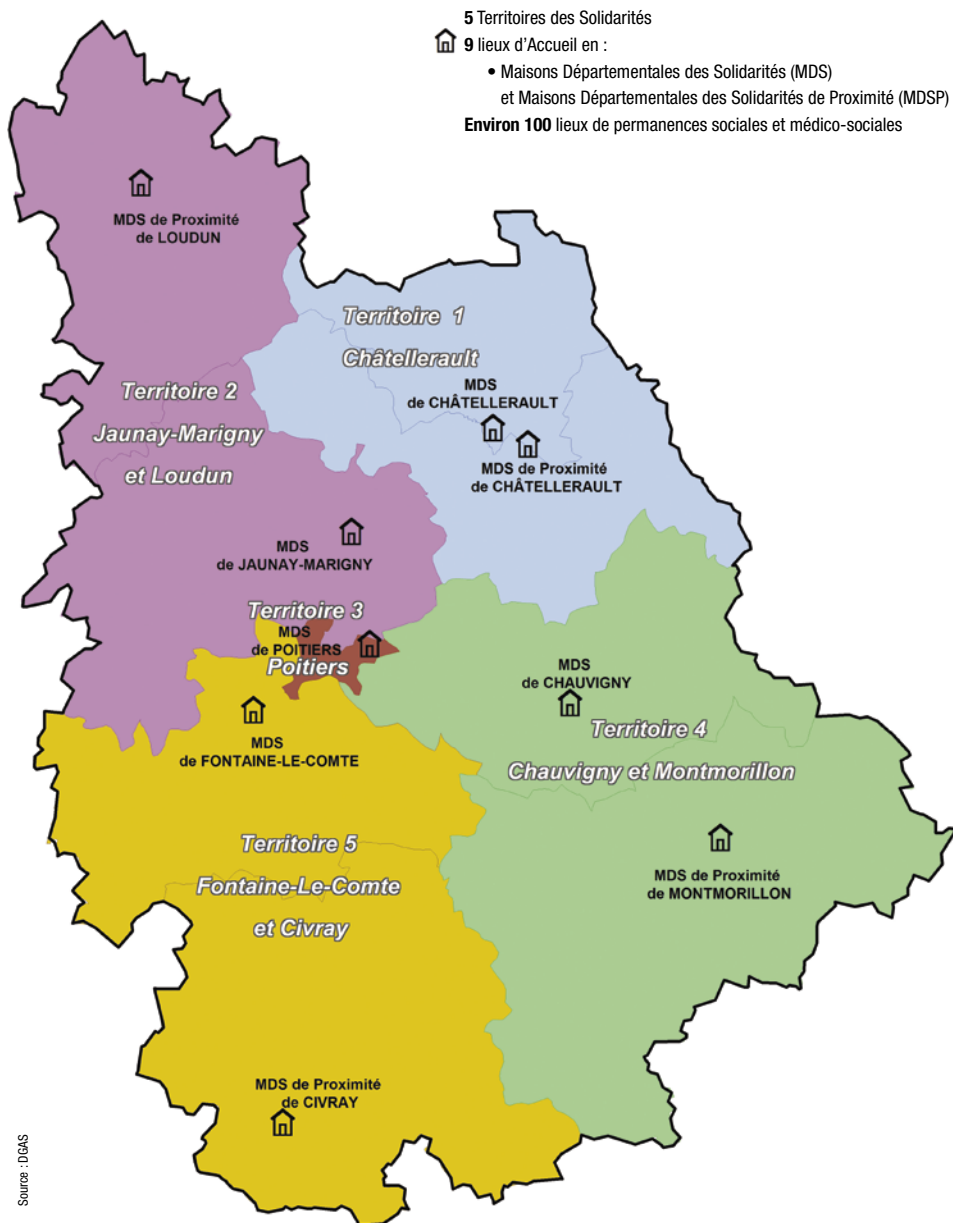 5 Territoires des Solidarités
9 lieux d'Accueil en :
• Maisons Départementales des Solidarités (MDS)
et Maisons Départementales des Solidarités de Proximité (MDSP)
Environ 100 lieux de permanences sociales et médico-sociales
MDS de Proximité
de LOUDUN
Territoire 1
Châtellerault
MDS
de CHÂTELLERAULT
MDS de Proximité
de CHÂTELLERAULT
Territoire 2
Jaunay-Marigny
et Loudun
MDS
de JAUNAY-MARIGNY
Territoire 3
MDS
de POITIERS
Poitiers
MDS
de CHAUVIGNY
Territoire 4
Chauvigny et Montmorillon
MDS
de FONTAINE-LE-COMTE
MDS de Proximité
de MONTMORILLON
Territoire 5
Fontaine-Le-Comte
et Civray
MDS de Proximité
de CIVRAY
Source : DGAS